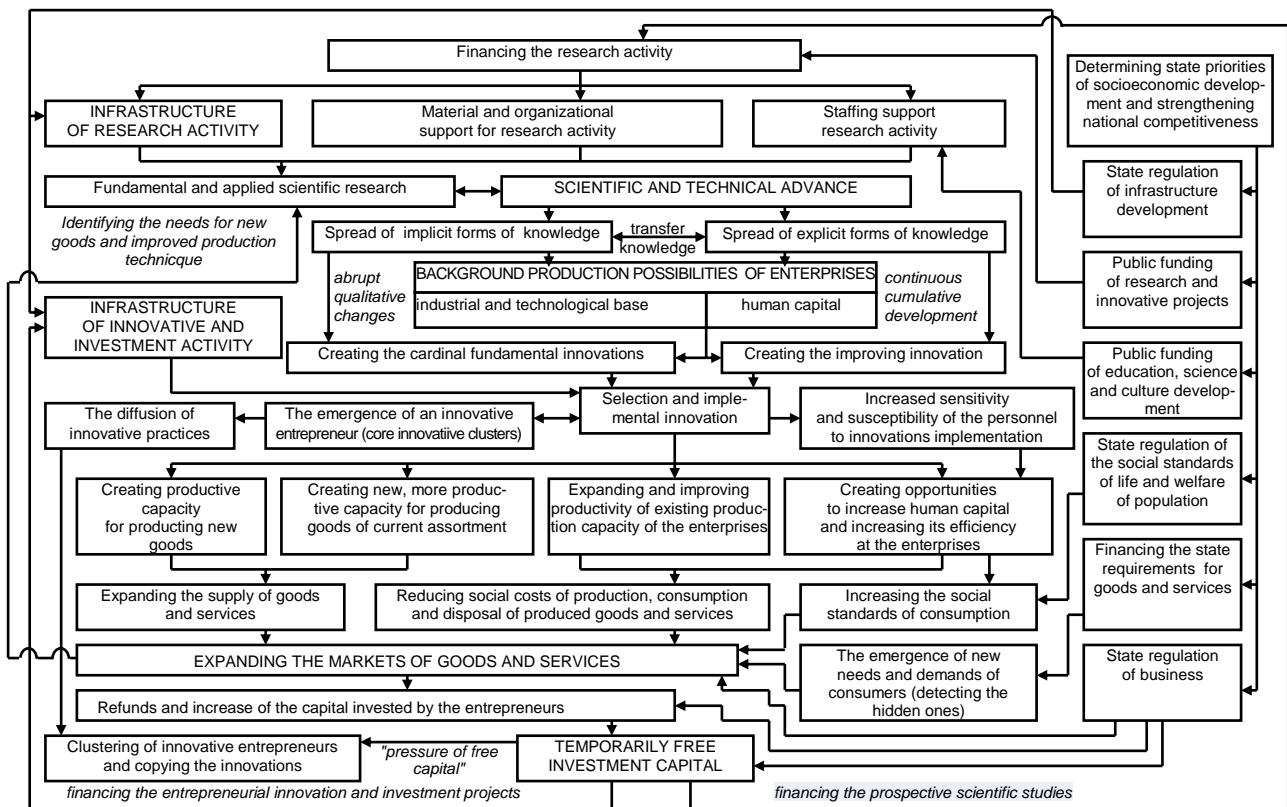 Financing the research activity
Determining state priorities
of socioeconomic develop-
ment and strengthening
national competitiveness
INFRASTRUCTURE
OF RESEARCH ACTIVITY
Material and organizational
support for research activity
Staffing support
research activity
Fundamental and applied scientific research
SCIENTIFIC AND TECHNICAL ADVANCE
State regulation
of infrastructure
development
Identifying the needs for new
goods and improved production
technicque
Spread of implicit forms of knowledge
transfer
knowledge
Spread of explicit forms of knowledge
abrupt
qualitative
changes
BACKGROUND PRODUCTION POSSIBILITIES OF ENTERPRISES
industrial and technological base
human capital
continuous
cumulative
development
Public funding
of research and
innovative projects
INFRASTRUCTURE
OF INNOVATIVE AND
INVESTMENT ACTIVITY
Creating the cardinal fundamental innovations
Creating the improving innovation
Public funding
of education, science
and culture develop-
ment
The diffusion of
innovative practices
The emergence of an innovative
entrepreneur (core innovatiive clusters)
Selection and imple-
mental innovation
Increased sensitivity
and susceptibility of the personnel
to innovations implementation
State regulation of
the social standards
of life and welfare
of population
Creating productive
capacity
for producing new
goods
Creating new, more produc-
tive capacity for producing
goods of current assortment
Expanding and improving
productivity of existing produc-
tion capacity of the enterprises
Creating opportunities
to increase human capital
and increasing its efficiency
at the enterprises
Financing the state
requirements for
goods and services
Expanding the supply of goods
and services
Reducing social costs of production, consumption
and disposal of produced goods and services
Increasing the social
standards of consumption
EXPANDING THE MARKETS OF GOODS AND SERVICES
The emergence of new
needs and demands of
consumers (detecting the
hidden ones)
State regulation
of business
Refunds and increase of the capital invested by the entrepreneurs
Clustering of innovative entrepreneurs
and copying the innovations
"pressure of free
capital"
TEMPORARILY FREE
INVESTMENT CAPITAL
financing the entrepreneurial innovation and investment projects
financing the prospective scientific studies